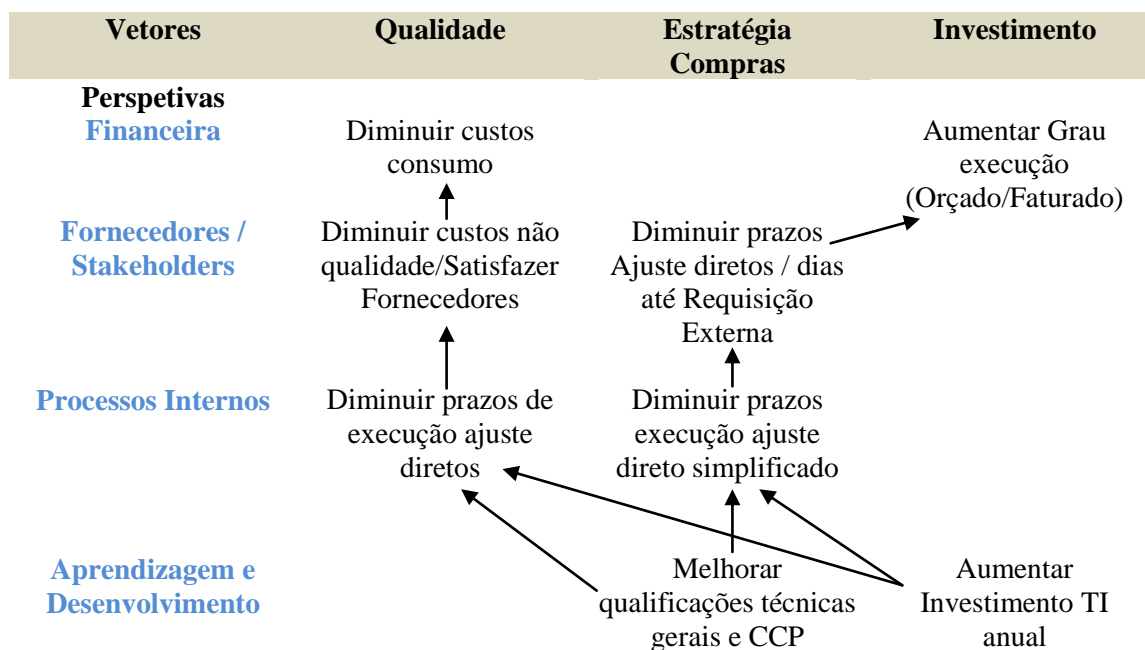 Vetores
Qualidade
Estratégia
Compras
Investimento
Perspetivas
Financeira
Diminuir custos
consumo
Aumentar Grau
execução
(Orçado/Faturado)
Fornecedores /
Stakeholders
Diminuir custos não
qualidade/Satisfazer
Fornecedores
Diminuir prazos
Ajuste diretos / dias
até Requisição
Externa
Processos Internos
Diminuir prazos de
execução ajuste
diretos
Diminuir prazos
execução ajuste
direto simplificado
Aprendizagem e
Desenvolvimento
Melhorar
qualificações técnicas
gerais e CCP
Aumentar
Investimento TI
anual